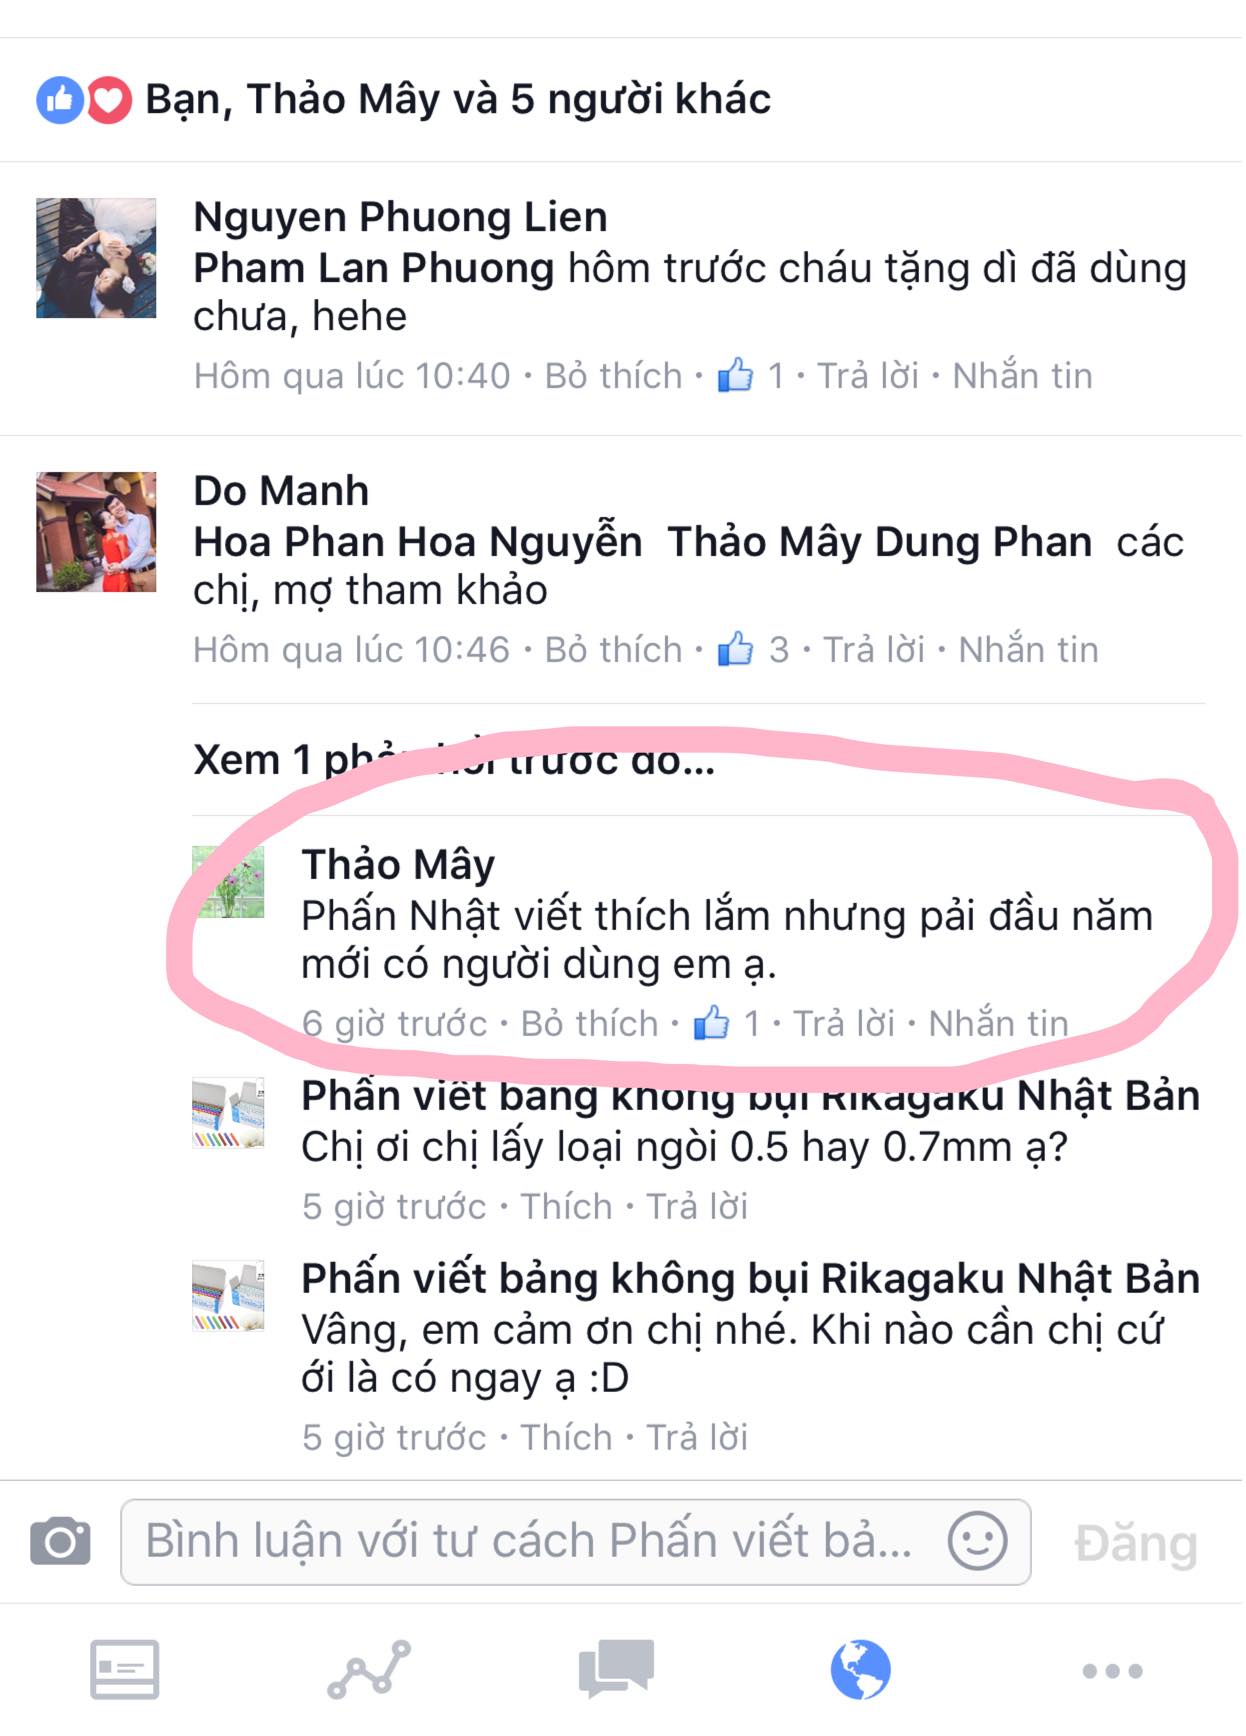 Bạn, Thảo Mây và 5 người khác
Nguyen Phuong Lien
Pham Lan Phuong hôm trước cháu tặng dì đã dùng
chưa, hehe
Hôm qua lúc 10:40 · Bỏ thích · 1 · Trả lời · Nhắn tin
Do Manh
Hoa Phan Hoa Nguyễn Thảo Mây Dung Phan các
chị, mợ tham khảo
Hôm qua lúc 10:46 · Bỏ thích · 3 · Trả lời · Nhắn tin
Xem 1 phản hồi trước đó...
Thảo Mây
Phấn Nhật viết thích lắm nhưng pải đầu năm
mới có người dùng em ạ.
6 giờ trước · Bỏ thích · 1 · Trả lời · Nhắn tin
Phấn viết bảng không bụi Rikagaku Nhật Bản
Chị ơi chị lấy loại ngòi 0.5 hay 0.7mm ạ?
5 giờ trước · Thích · Trả lời
Phấn viết bảng không bụi Rikagaku Nhật Bản
Vâng, em cảm ơn chị nhé. Khi nào cần chị cứ
ới là có ngay ạ :D
5 giờ trước · Thích · Trả lời
Bình luận với tư cách Phấn viết bả...
Đăng